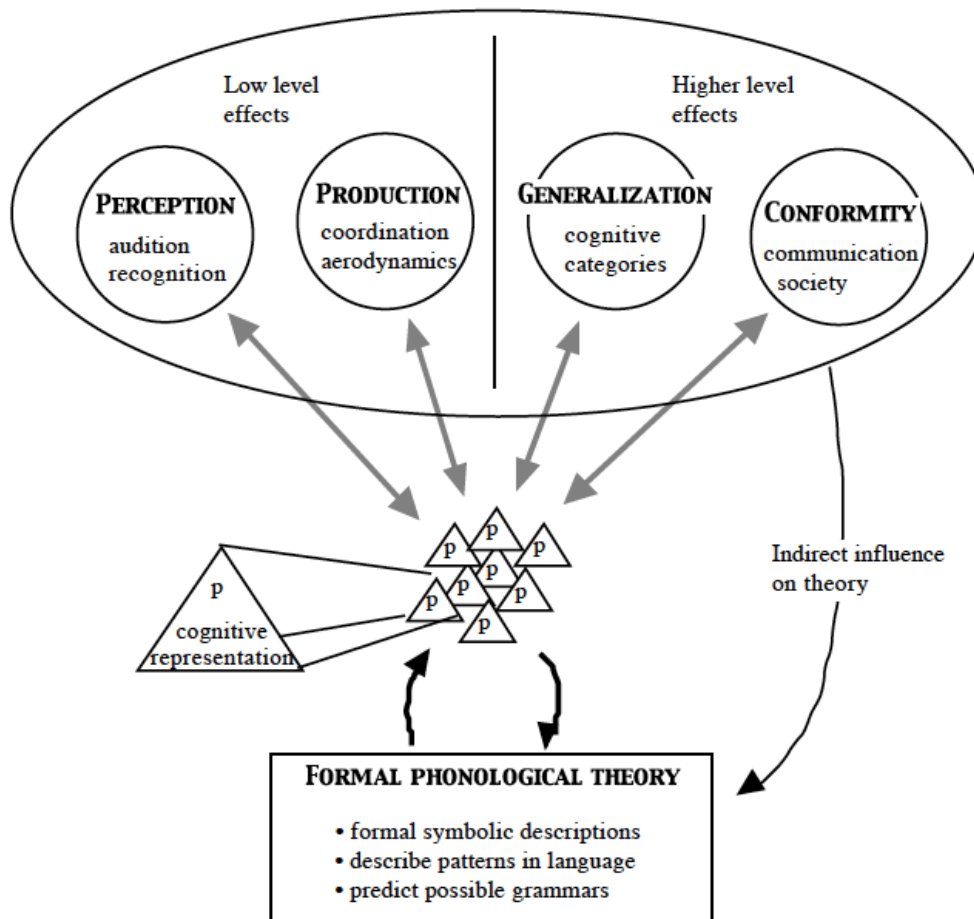 Low level
effects
Higher level
effects
PERCEPTION
audition
recognition
PRODUCTION
coordination
aerodynamics
GENERALIZATION
cognitive
categories
CONFORMITY
communication
society
p
p
p
p
p
p
p
p
p
cognitive
representation
Indirect influence
on theory
FORMAL PHONOLOGICAL THEORY
• formal symbolic descriptions
• describe patterns in language
• predict possible grammars